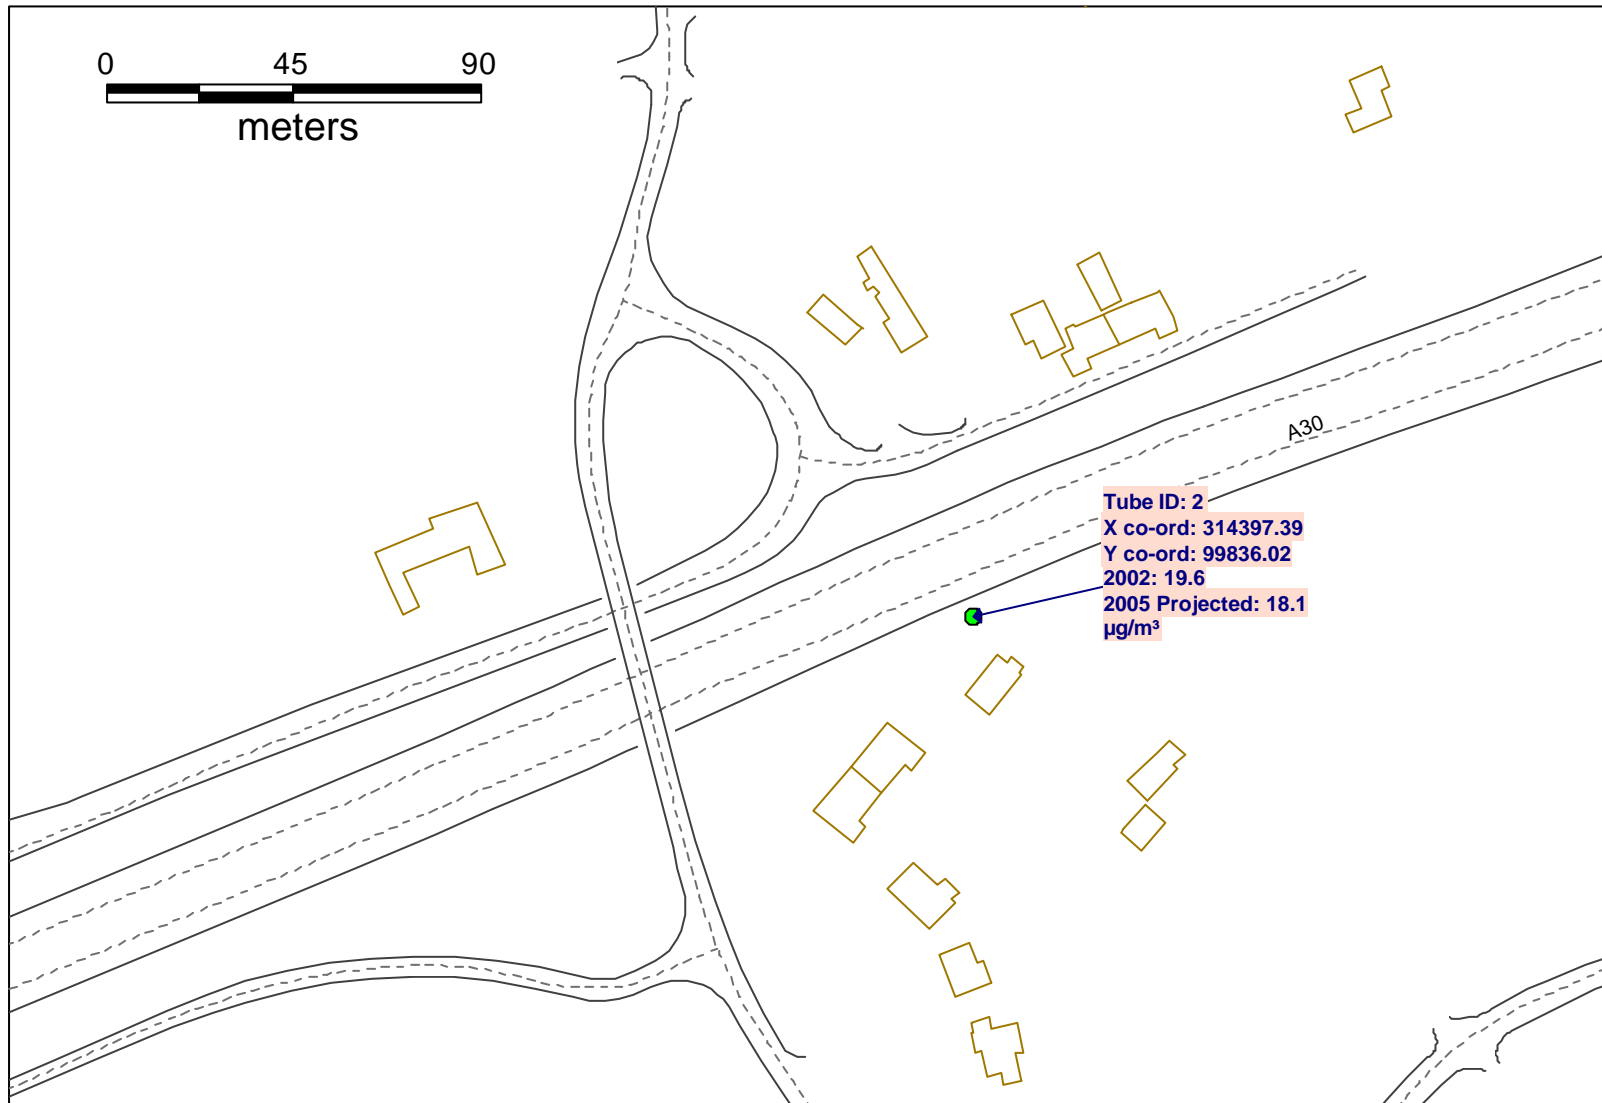 0 45 90
meters
A30
Tube ID: 2
X co-ord: 314397.39
Y co-ord: 99836.02
2002: 19.6
2005 Projected: 18.1
µg/m³